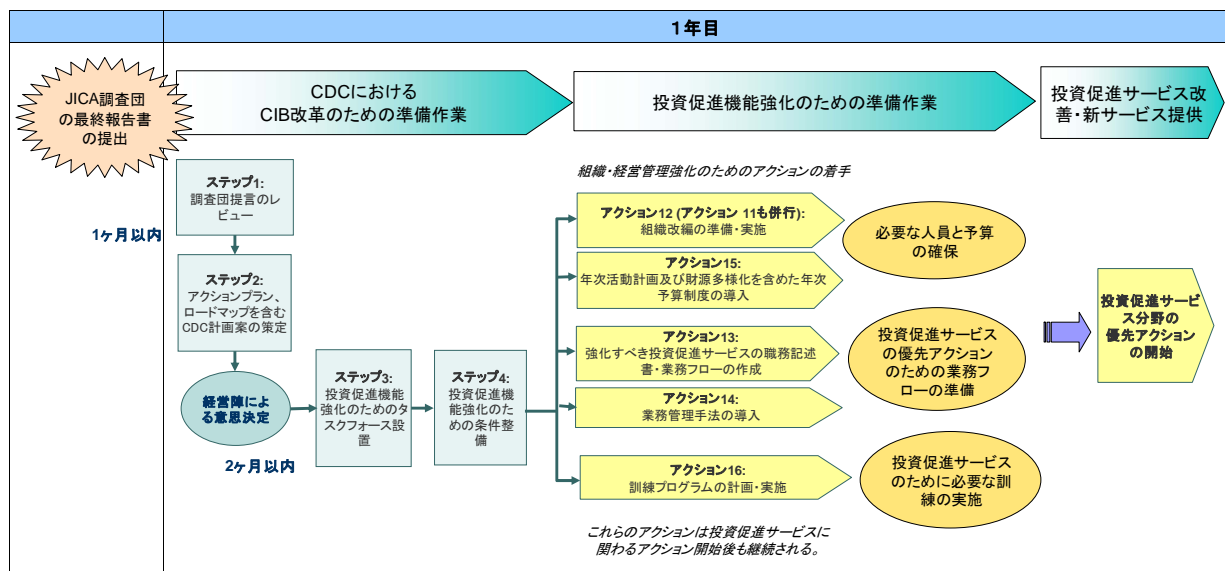 1年目
JICA調査団
の最終報告書
の提出
CDCにおける
CIB改革のための準備作業
投資促進機能強化のための準備作業
投資促進サービス改
善・新サービス提供
組織・経営管理強化のためのアクションの着手
ステップ1:
調査団提言のレ
ビュー
1ヶ月以内
ステップ2:
アクションプラン、
ロードマップを含む
CDC計画案の策定
経営陣によ
る意思決定
2ヶ月以内
ステップ3:
投資促進機能
強化のためのタ
スクフォース設
置
ステップ4:
投資促進機
能強化のた
めの条件整
備
アクション12 (アクション 11も併行):
組織改編の準備・実施
アクション15:
年次活動計画及び財源多様化を含めた年次
予算制度の導入
アクション13:
強化すべき投資促進サービスの職務記述
書・業務フローの作成
アクション14:
業務管理手法の導入
アクション16:
訓練プログラムの計画・実施
必要な人員と予算
の確保
投資促進サービス
の優先アクション
のための業務フ
ローの準備
投資促進サービス
のために必要な訓
練の実施
投資促進サービ
ス分野の
優先アクション
の開始
これらのアクションは投資促進サービスに
関わるアクション開始後も継続される。